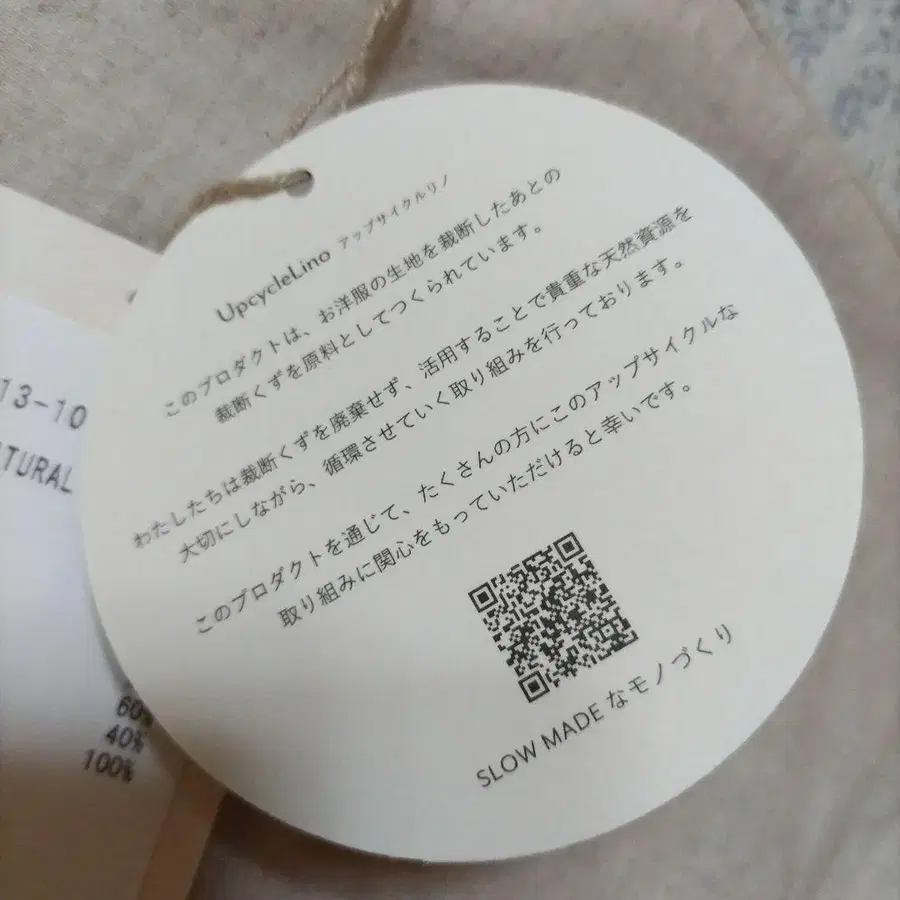 UpcycleLino アップサイクルリノ
このプロダクトは、お洋服の生地を裁断したあとの
裁断くずを原料としてつくられています。
わたしたちは裁断くずを廃棄せず、活用することで貴重な天然資源を
大切にしながら、循環させていく取り組みを行っております。
このプロダクトを通じて、たくさんの方にこのアップサイクルな
取り組みに関心をもっていただけると幸いです。
SLOW MADE なモノづくり
13-10
TURAL
60%
40%
100%